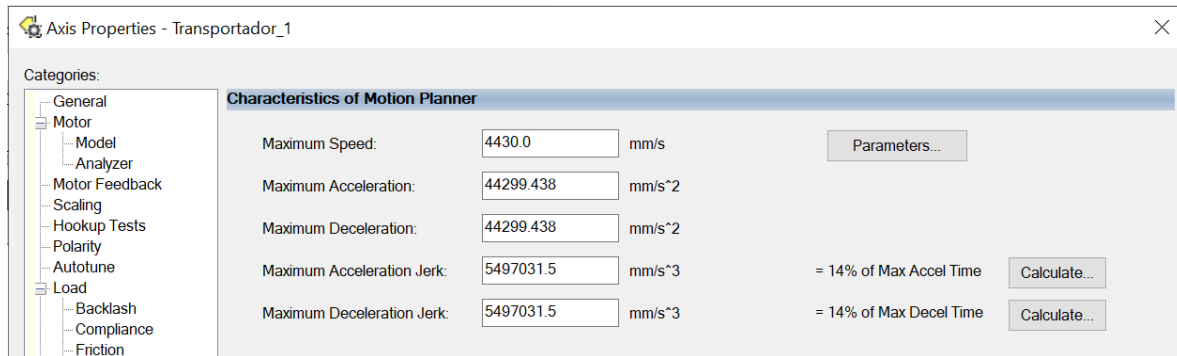 Axis Properties - Transportador_1
Categories:
General
Motor
Model
Analyzer
Motor Feedback
Scaling
Hookup Tests
Polarity
Autotune
Load
Backlash
Compliance
Friction
Characteristics of Motion Planner
Maximum Speed: 4430.0 mm/s Parameters...
Maximum Acceleration: 44299.438 mm/s^2
Maximum Deceleration: 44299.438 mm/s^2
Maximum Acceleration Jerk: 5497031.5 mm/s^3 = 14% of Max Accel Time Calculate...
Maximum Deceleration Jerk: 5497031.5 mm/s^3 = 14% of Max Decel Time Calculate...